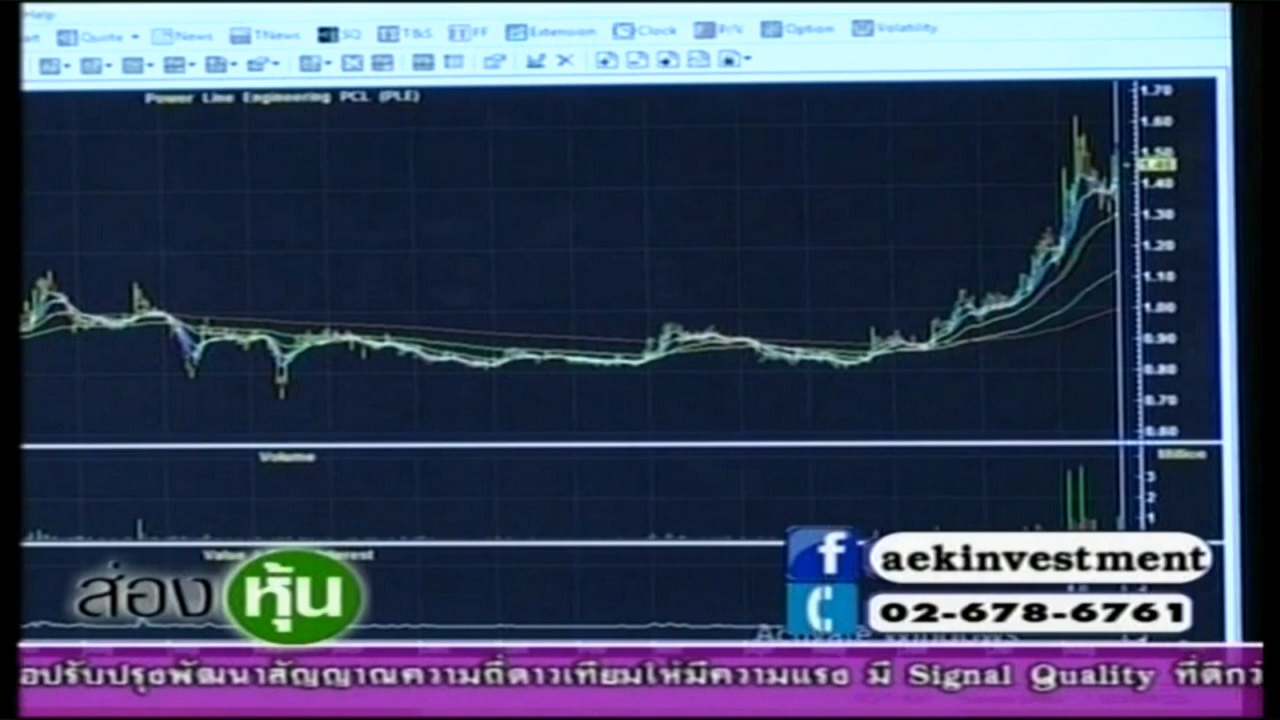 Help
Quote News TNews SQ T&S FF Extension Clock Bi% Option Volatility
Power Line Engineering PCL (PLE)
1.70
1.60
1.50
1.40
1.30
1.20
1.10
1.00
0.90
0.80
0.70
0.60
Volume
Million
3
2
1
ส่อง หุ้น
f aekinvestment
02-678-6761
Activate Windows
อปรับปรุงพัฒนาสัญญาณความถี่ดาวเทียมให้มีความแรง มี Signal Quality ที่ดีกว